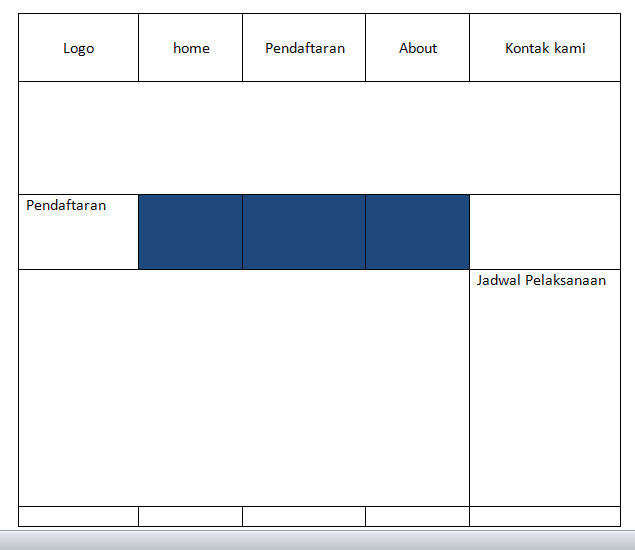 Logo
home
Pendaftaran
About
Kontak kami
Pendaftaran
Jadwal Pelaksanaan